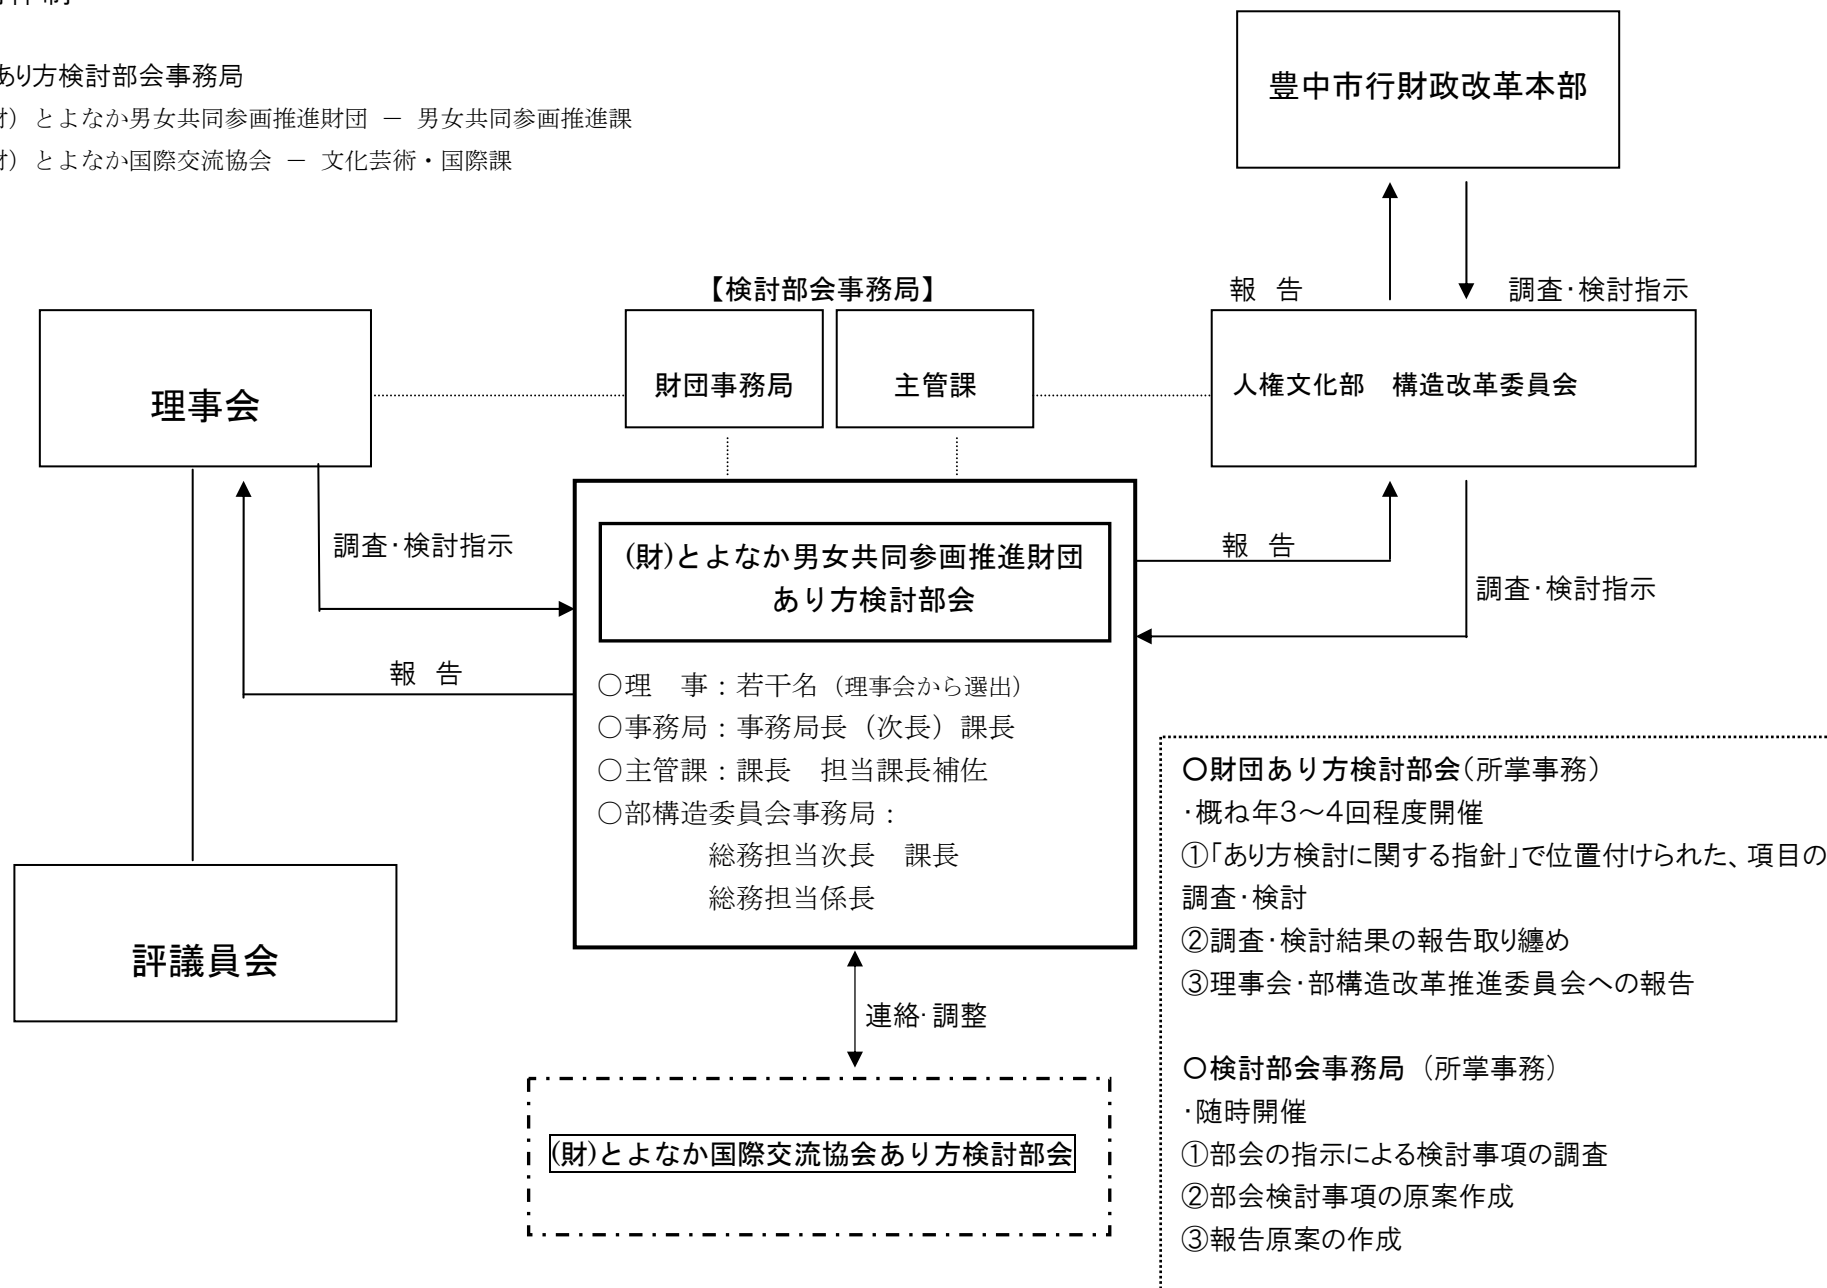 あり方検討部会事務局
財）とよなか男女共同参画推進財団 － 男女共同参画推進課
財）とよなか国際交流協会 － 文化芸術・国際課
豊中市行財政改革本部
報 告
調査･検討指示
【検討部会事務局】
理事会
財団事務局
主管課
人権文化部　構造改革委員会
調査･検討指示
報 告
(財)とよなか男女共同参画推進財団
あり方検討部会
報 告
調査･検討指示
○理　事：若干名（理事会から選出）
○事務局：事務局長（次長）課長
○主管課：課長　担当課長補佐
○部構造委員会事務局：
総務担当次長　課長
総務担当係長
評議員会
連絡･調整
(財)とよなか国際交流協会あり方検討部会
○財団あり方検討部会(所掌事務)
･概ね年3～4回程度開催
①｢あり方検討に関する指針｣で位置付けられた、項目の
調査･検討
②調査･検討結果の報告取り纏め
③理事会･部構造改革推進委員会への報告
○検討部会事務局（所掌事務)
･随時開催
①部会の指示による検討事項の調査
②部会検討事項の原案作成
③報告原案の作成